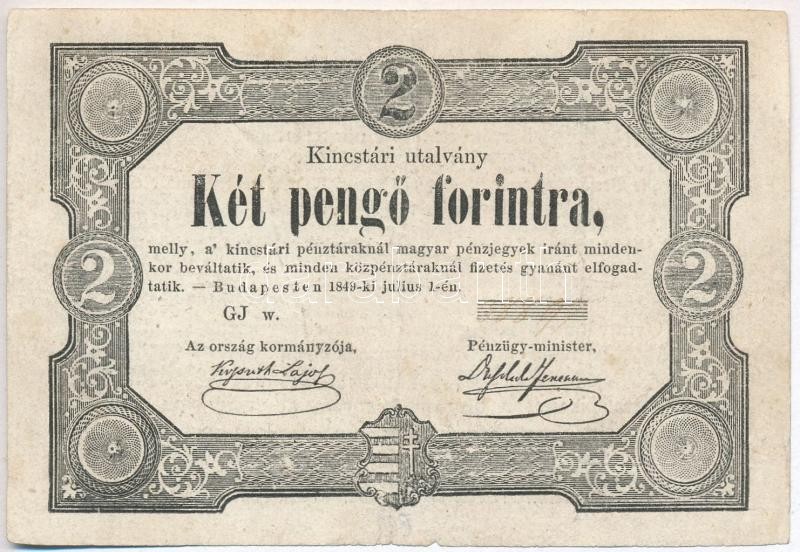 2
Kincstári utalvány
Két pengő forintra,
melly, a' kincstári pénztáraknál magyar pénzjegyek iránt minden-
kor beváltatik, és minden közpénztáraknál fizetés gyanánt elfogad-
tatik. — Budapesten 1849-ki julius 1-én.
2 2
GJ w.
Az ország kormányzója, Pénzügy-minister,
Kossuth Lajos